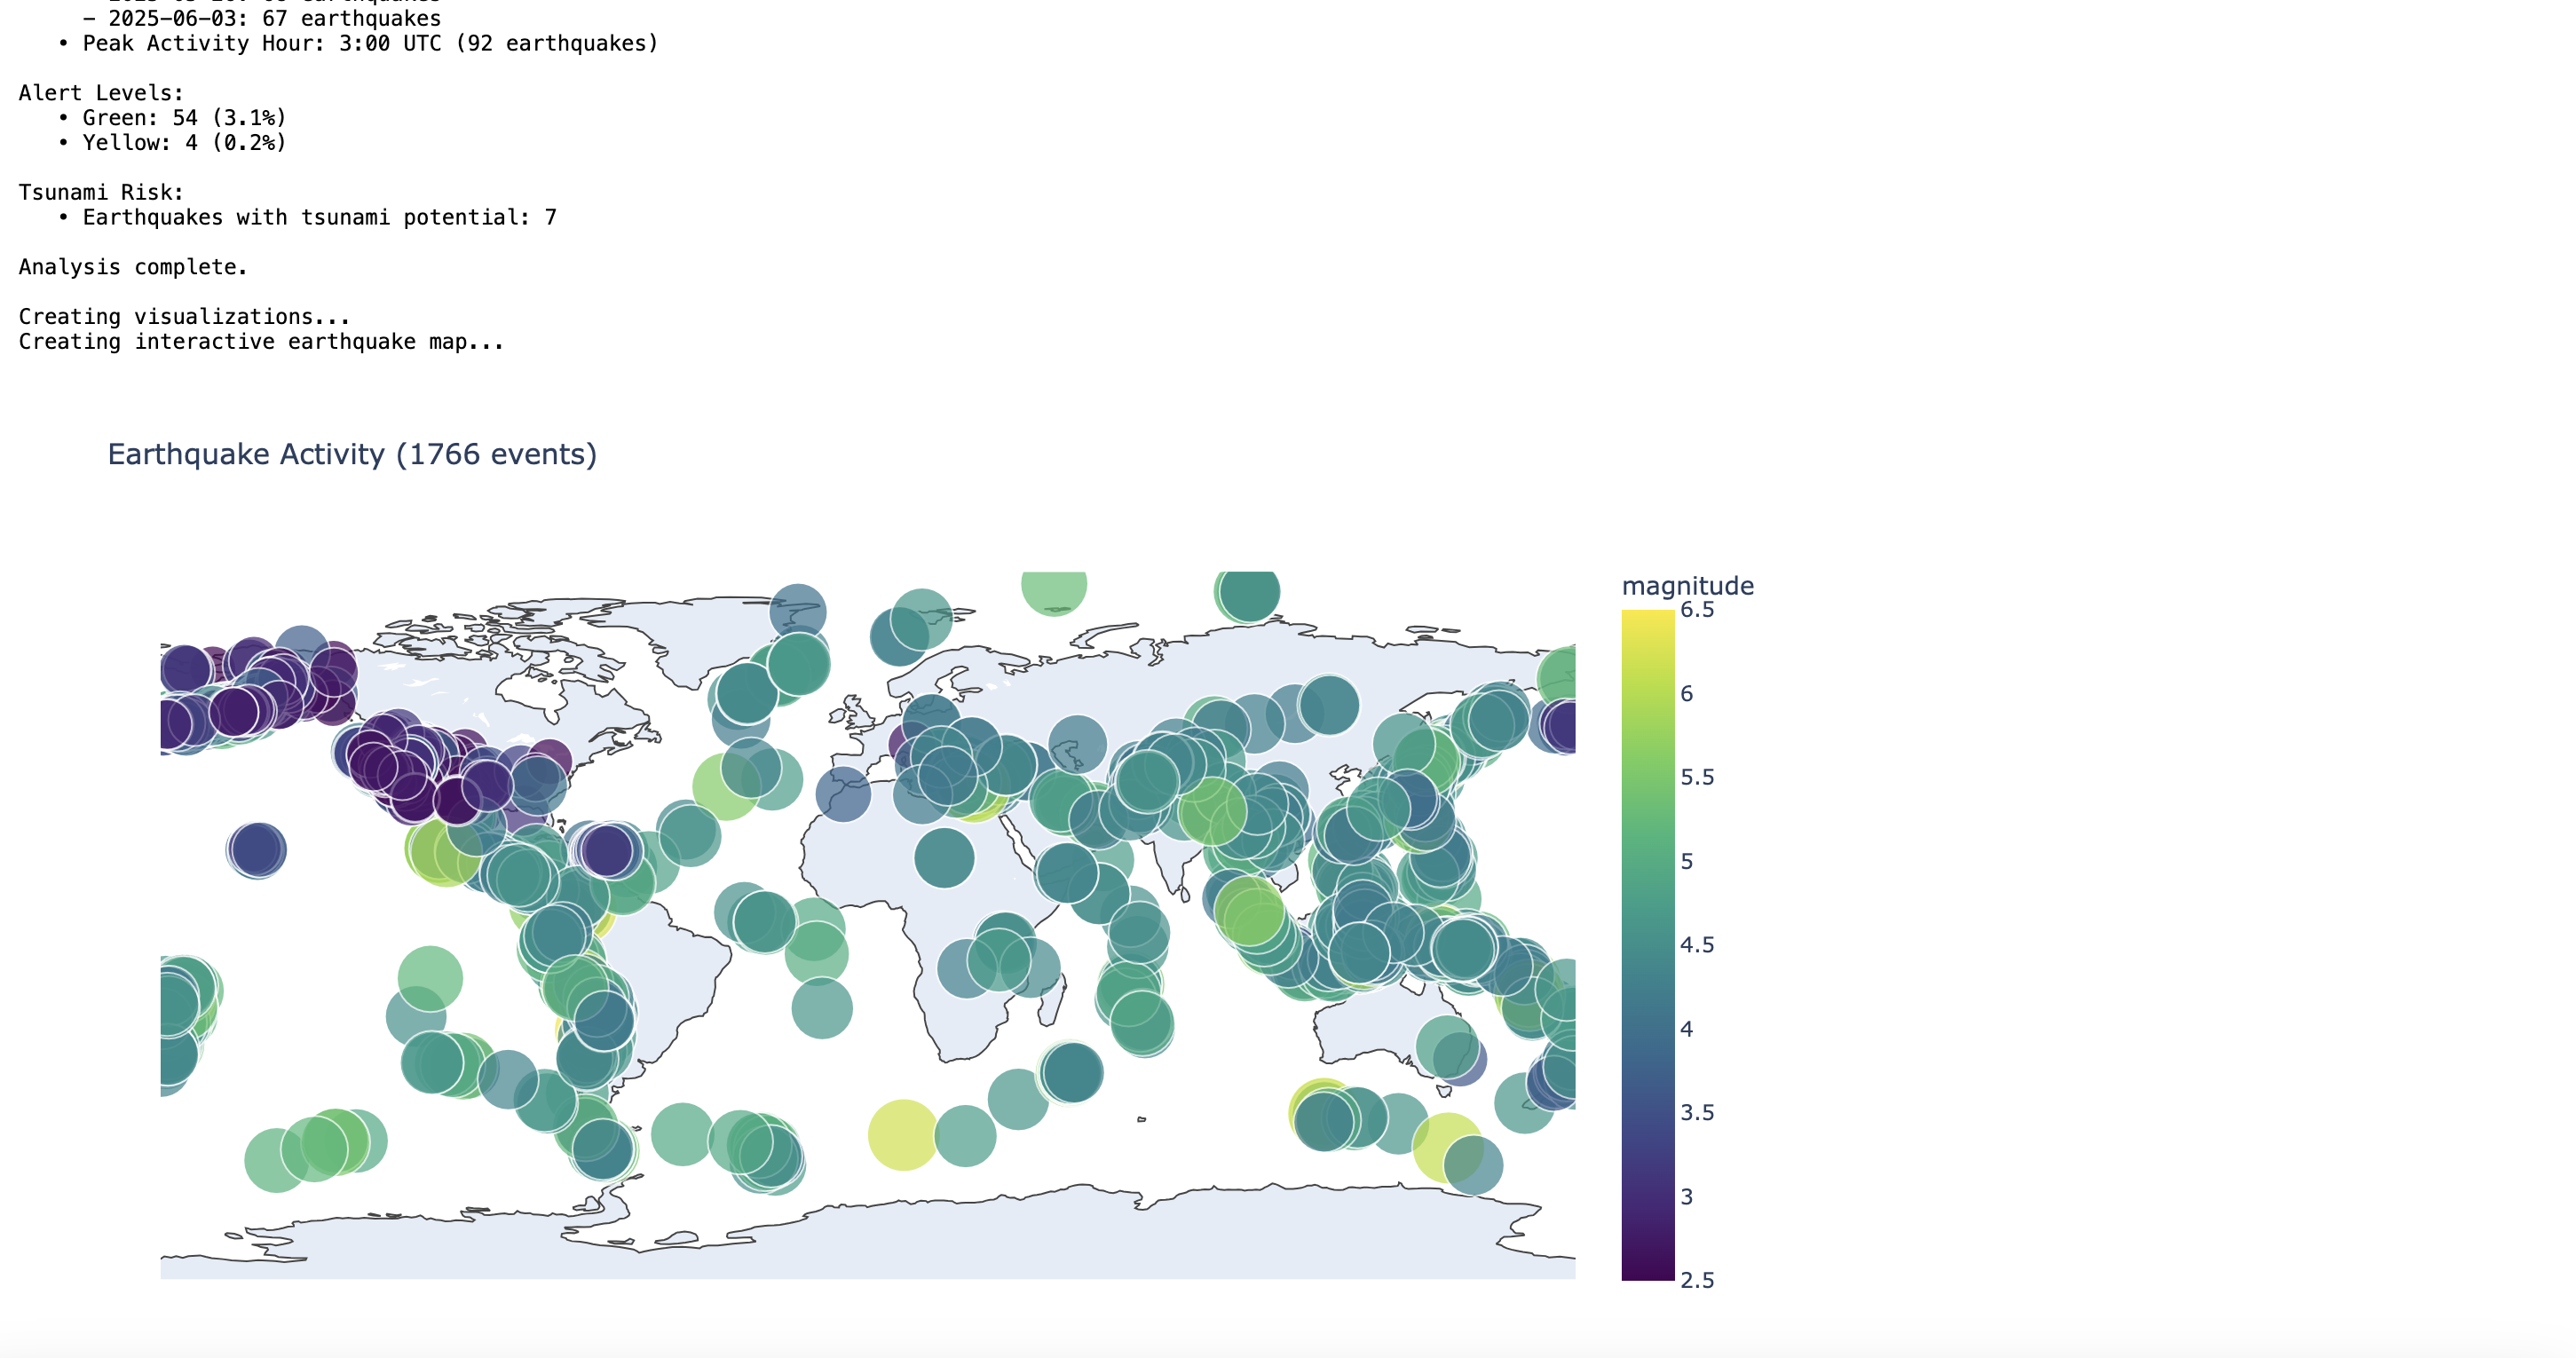 – 2025-06-03: 67 earthquakes
• Peak Activity Hour: 3:00 UTC (92 earthquakes)
Alert Levels:
• Green: 54 (3.1%)
• Yellow: 4 (0.2%)
Tsunami Risk:
• Earthquakes with tsunami potential: 7
Analysis complete.
Creating visualizations...
Creating interactive earthquake map...
Earthquake Activity (1766 events)
magnitude
6.5
6
5.5
5
4.5
4
3.5
3
2.5